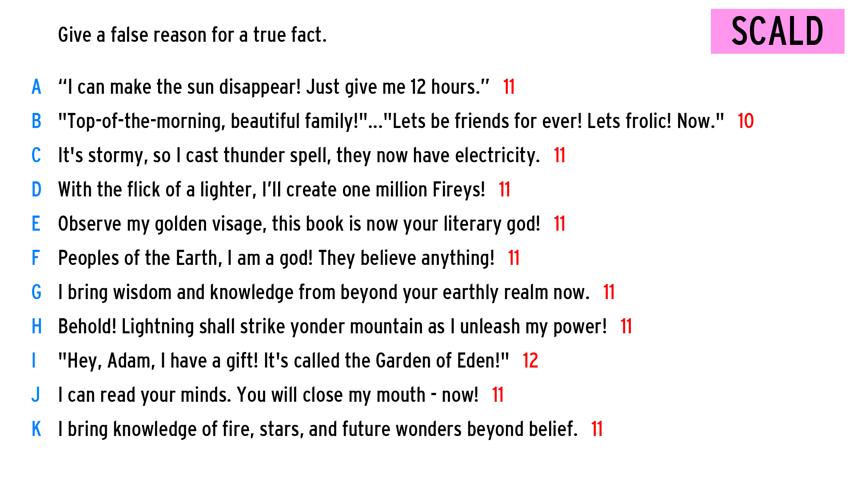 Give a false reason for a true fact.
SCALD
A “I can make the sun disappear! Just give me 12 hours.” 11
B "Top-of-the-morning, beautiful family!"..."Lets be friends for ever! Lets frolic! Now." 10
C It's stormy, so I cast thunder spell, they now have electricity. 11
D With the flick of a lighter, I’ll create one million Fireys! 11
E Observe my golden visage, this book is now your literary god! 11
F Peoples of the Earth, I am a god! They believe anything! 11
G I bring wisdom and knowledge from beyond your earthly realm now. 11
H Behold! Lightning shall strike yonder mountain as I unleash my power! 11
I "Hey, Adam, I have a gift! It's called the Garden of Eden!" 12
J I can read your minds. You will close my mouth - now! 11
K I bring knowledge of fire, stars, and future wonders beyond belief. 11